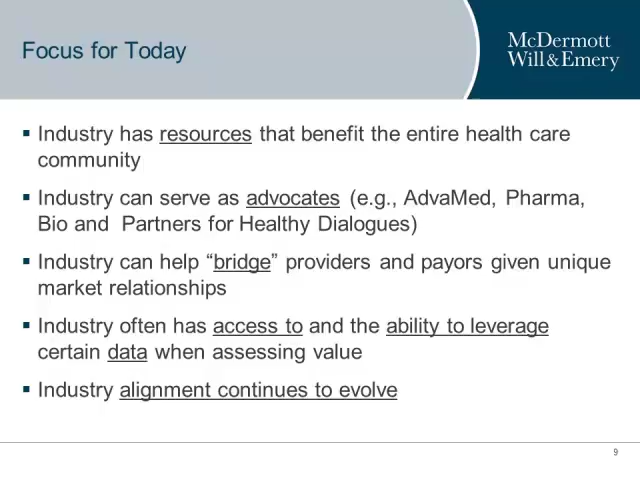 Focus for Today
McDermott
Will & Emery
Industry has resources that benefit the entire health care
community
Industry can serve as advocates (e.g., AdvaMed, Pharma,
Bio and Partners for Healthy Dialogues)
Industry can help “bridge” providers and payors given unique
market relationships
Industry often has access to and the ability to leverage
certain data when assessing value
Industry alignment continues to evolve
9